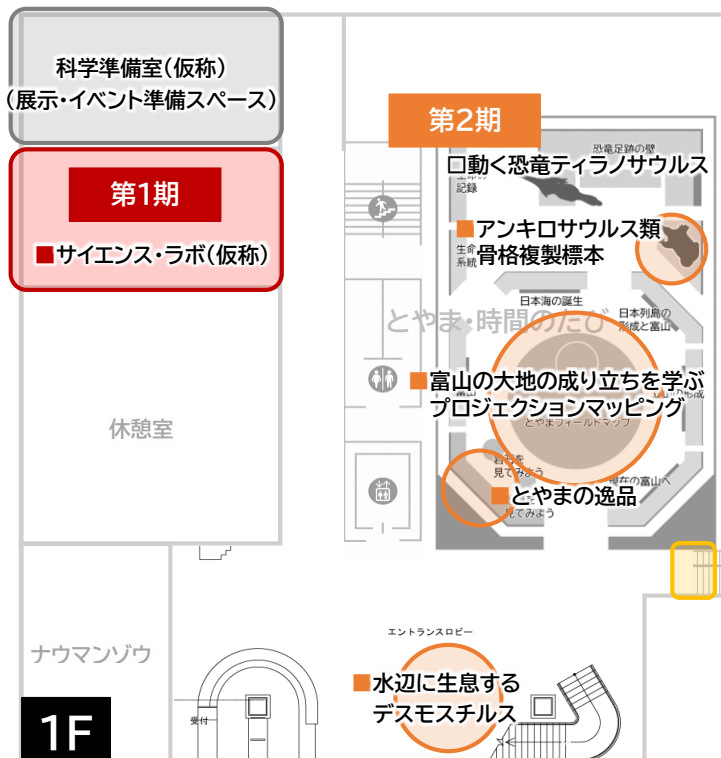 科学準備室(仮称)
(展示・イベント準備スペース)
第1期
■サイエンス・ラボ(仮称)
第2期
恐竜足跡の壁
□動く恐竜ティラノサウルス
記録
■アンキロサウルス類
骨格複製標本
生命
系統
日本海の誕生
日本列島の
形成と富山
とやま・時間のたび
■富山の大地の成り立ちを学ぶ
プロジェクションマッピング
とやまフィールドマップ
休憩室
岩石を
見てみよう
現在の富山へ
■とやまの逸品
見てみよう
エントランスロビー
ナウマンゾウ
■水辺に生息する
デスモスチルス
受付
1F